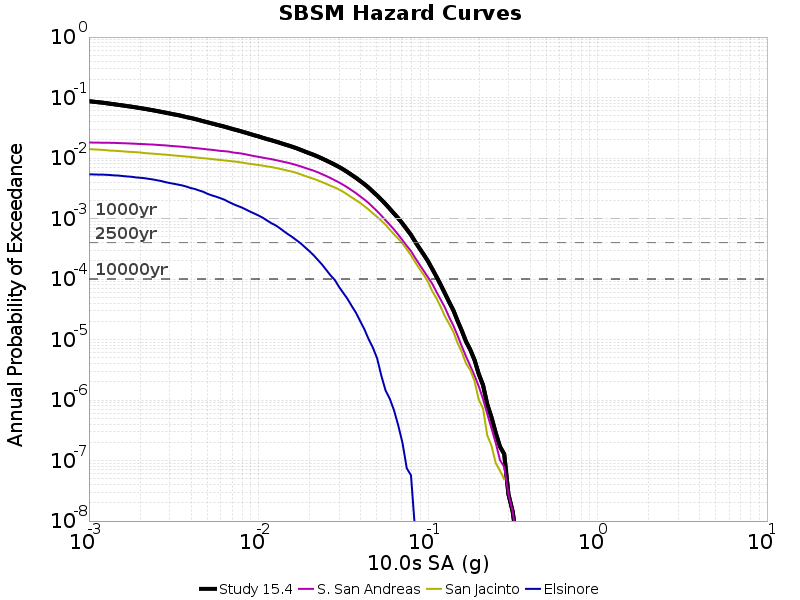 SBSM Hazard Curves
Annual Probability of Exceedance
10^0
10^-1
10^-2
10^-3
10^-4
10^-5
10^-6
10^-7
10^-8
1000yr
2500yr
10000yr
10^-3 10^-2 10^-1 10^0 10^1
10.0s SA (g)
Study 15.4 S. San Andreas San Jacinto Elsinore